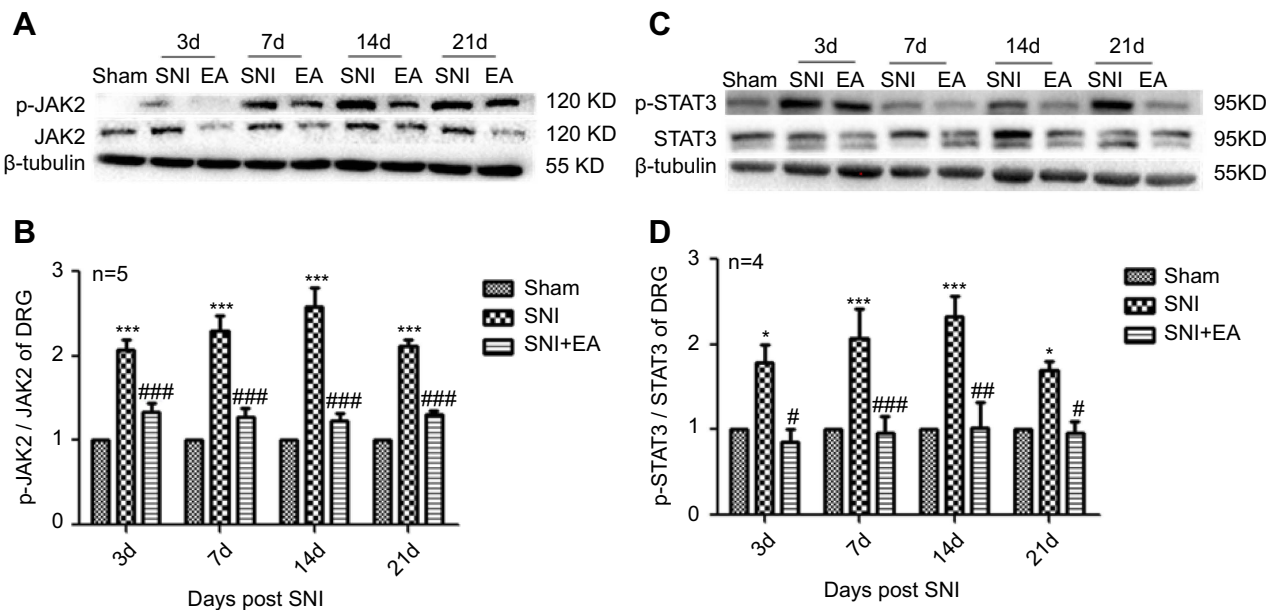 A
3d 7d 14d 21d
Sham SNI EA SNI EA SNI EA SNI EA
p-JAK2 120 KD
JAK2 120 KD
β-tubulin 55 KD
B
n=5
p-JAK2 / JAK2 of DRG
3
2
1
0
*** *** *** ***
### ### ### ###
3d 7d 14d 21d
Days post SNI
Sham
SNI
SNI+EA
C
3d 7d 14d 21d
Sham SNI EA SNI EA SNI EA SNI EA
p-STAT3 95KD
STAT3 95KD
β-tubulin 55KD
D
n=4
p-STAT3 / STAT3 of DRG
3
2
1
0
* *** *** *
# ### ## #
3d 7d 14d 21d
Days post SNI
Sham
SNI
SNI+EA